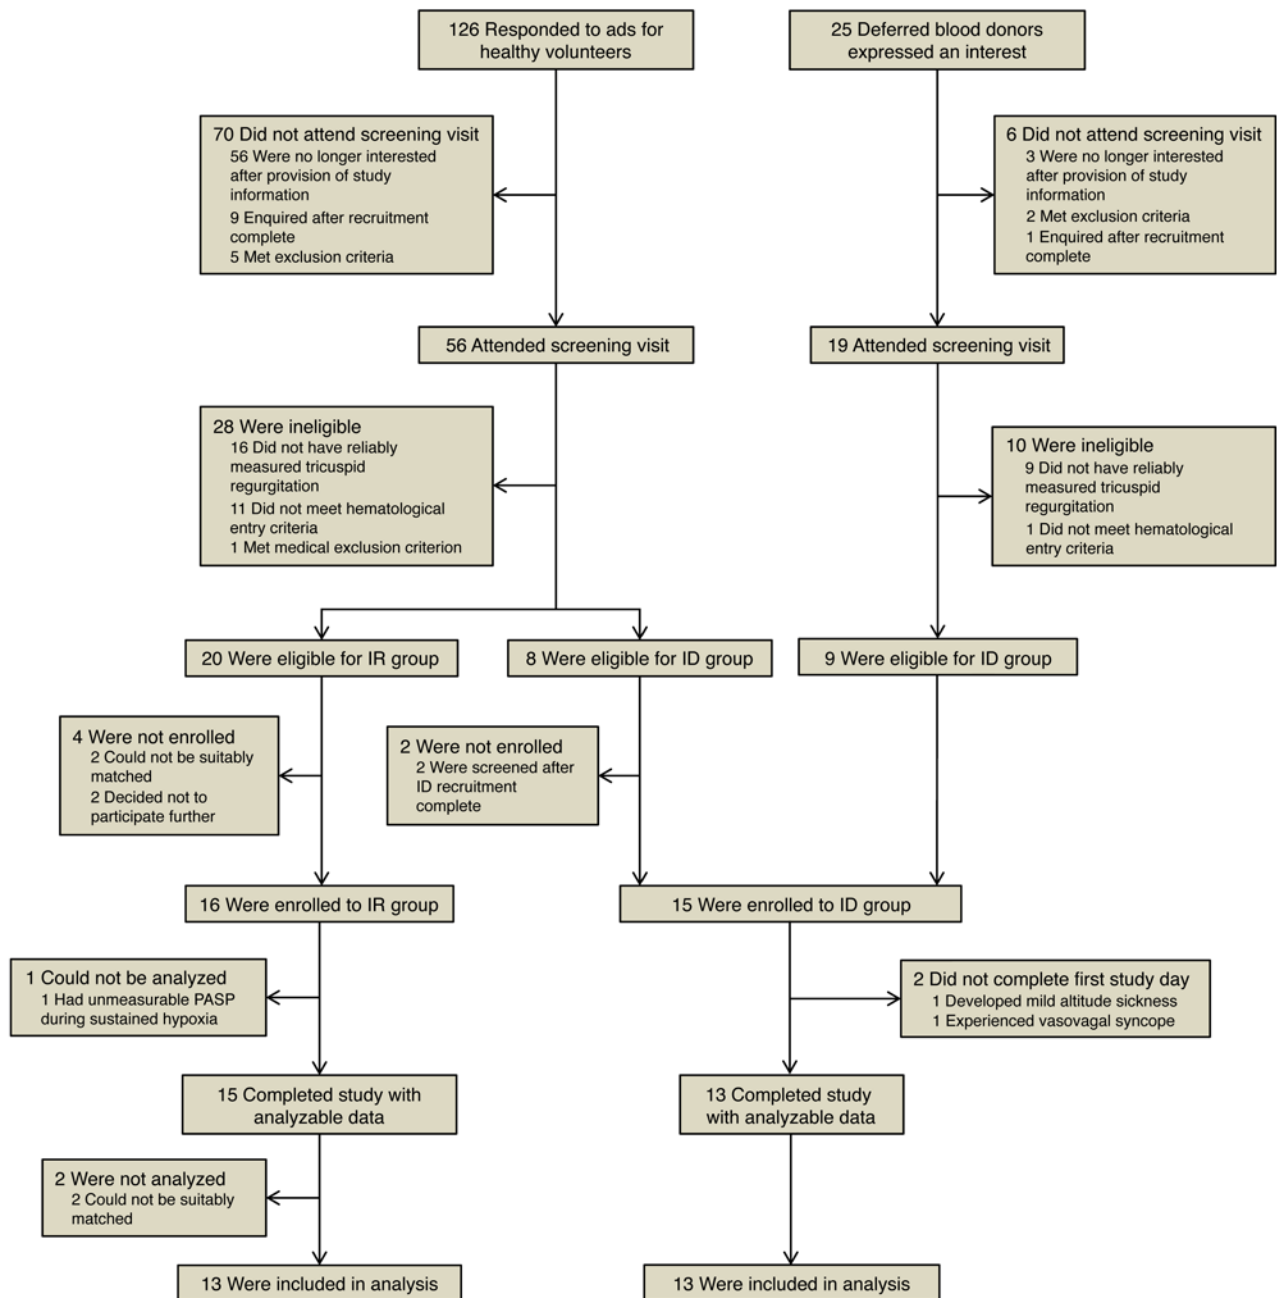 126 Responded to ads for
healthy volunteers
25 Deferred blood donors
expressed an interest
70 Did not attend screening visit
56 Were no longer interested
after provision of study
information
9 Enquired after recruitment
complete
5 Met exclusion criteria
6 Did not attend screening visit
3 Were no longer interested
after provision of study
information
2 Met exclusion criteria
1 Enquired after recruitment
complete
56 Attended screening visit
19 Attended screening visit
28 Were ineligible
16 Did not have reliably
measured tricuspid
regurgitation
11 Did not meet hematological
entry criteria
1 Met medical exclusion criterion
10 Were ineligible
9 Did not have reliably
measured tricuspid
regurgitation
1 Did not meet hematological
entry criteria
20 Were eligible for IR group
8 Were eligible for ID group
9 Were eligible for ID group
4 Were not enrolled
2 Could not be suitably
matched
2 Decided not to
participate further
2 Were not enrolled
2 Were screened after
ID recruitment
complete
16 Were enrolled to IR group
15 Were enrolled to ID group
1 Could not be analyzed
1 Had unmeasurable PASP
during sustained hypoxia
2 Did not complete first study day
1 Developed mild altitude sickness
1 Experienced vasovagal syncope
15 Completed study with
analyzable data
13 Completed study
with analyzable data
2 Were not analyzed
2 Could not be suitably
matched
13 Were included in analysis
13 Were included in analysis